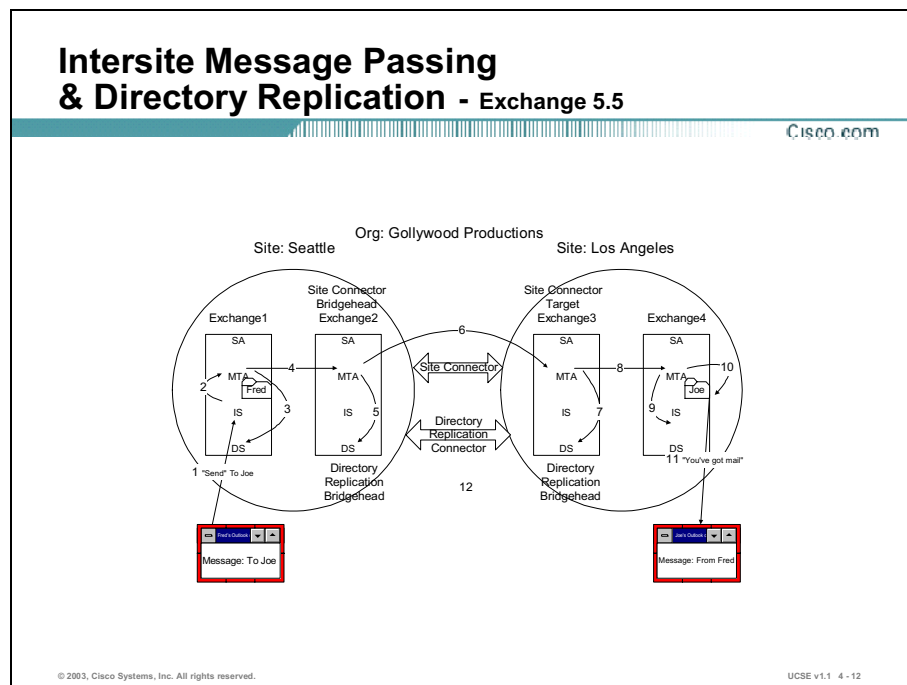 Intersite Message Passing
& Directory Replication - Exchange 5.5
Cisco.com
Org: Gollywood Productions
Site: Seattle
Site: Los Angeles
Site Connector
Bridgehead
Exchange2
Site Connector
Target
Exchange3
Exchange1
Exchange4
SA
SA
SA
SA
6
4
8
10
MTA
MTA
MTA
MTA
Site Connector
2
Fred
Joe
3
5
7
9
IS
IS
IS
IS
Directory
Replication
Connector
DS
DS
DS
DS
1 "Send" To Joe
11 "You've got mail"
Directory
Replication
Bridgehead
Directory
Replication
Bridgehead
12
Fred's Outlook
Message: To Joe
Joe's Outlook
Message: From Fred
© 2003, Cisco Systems, Inc. All rights reserved.
UCSE v1.1 4 - 12